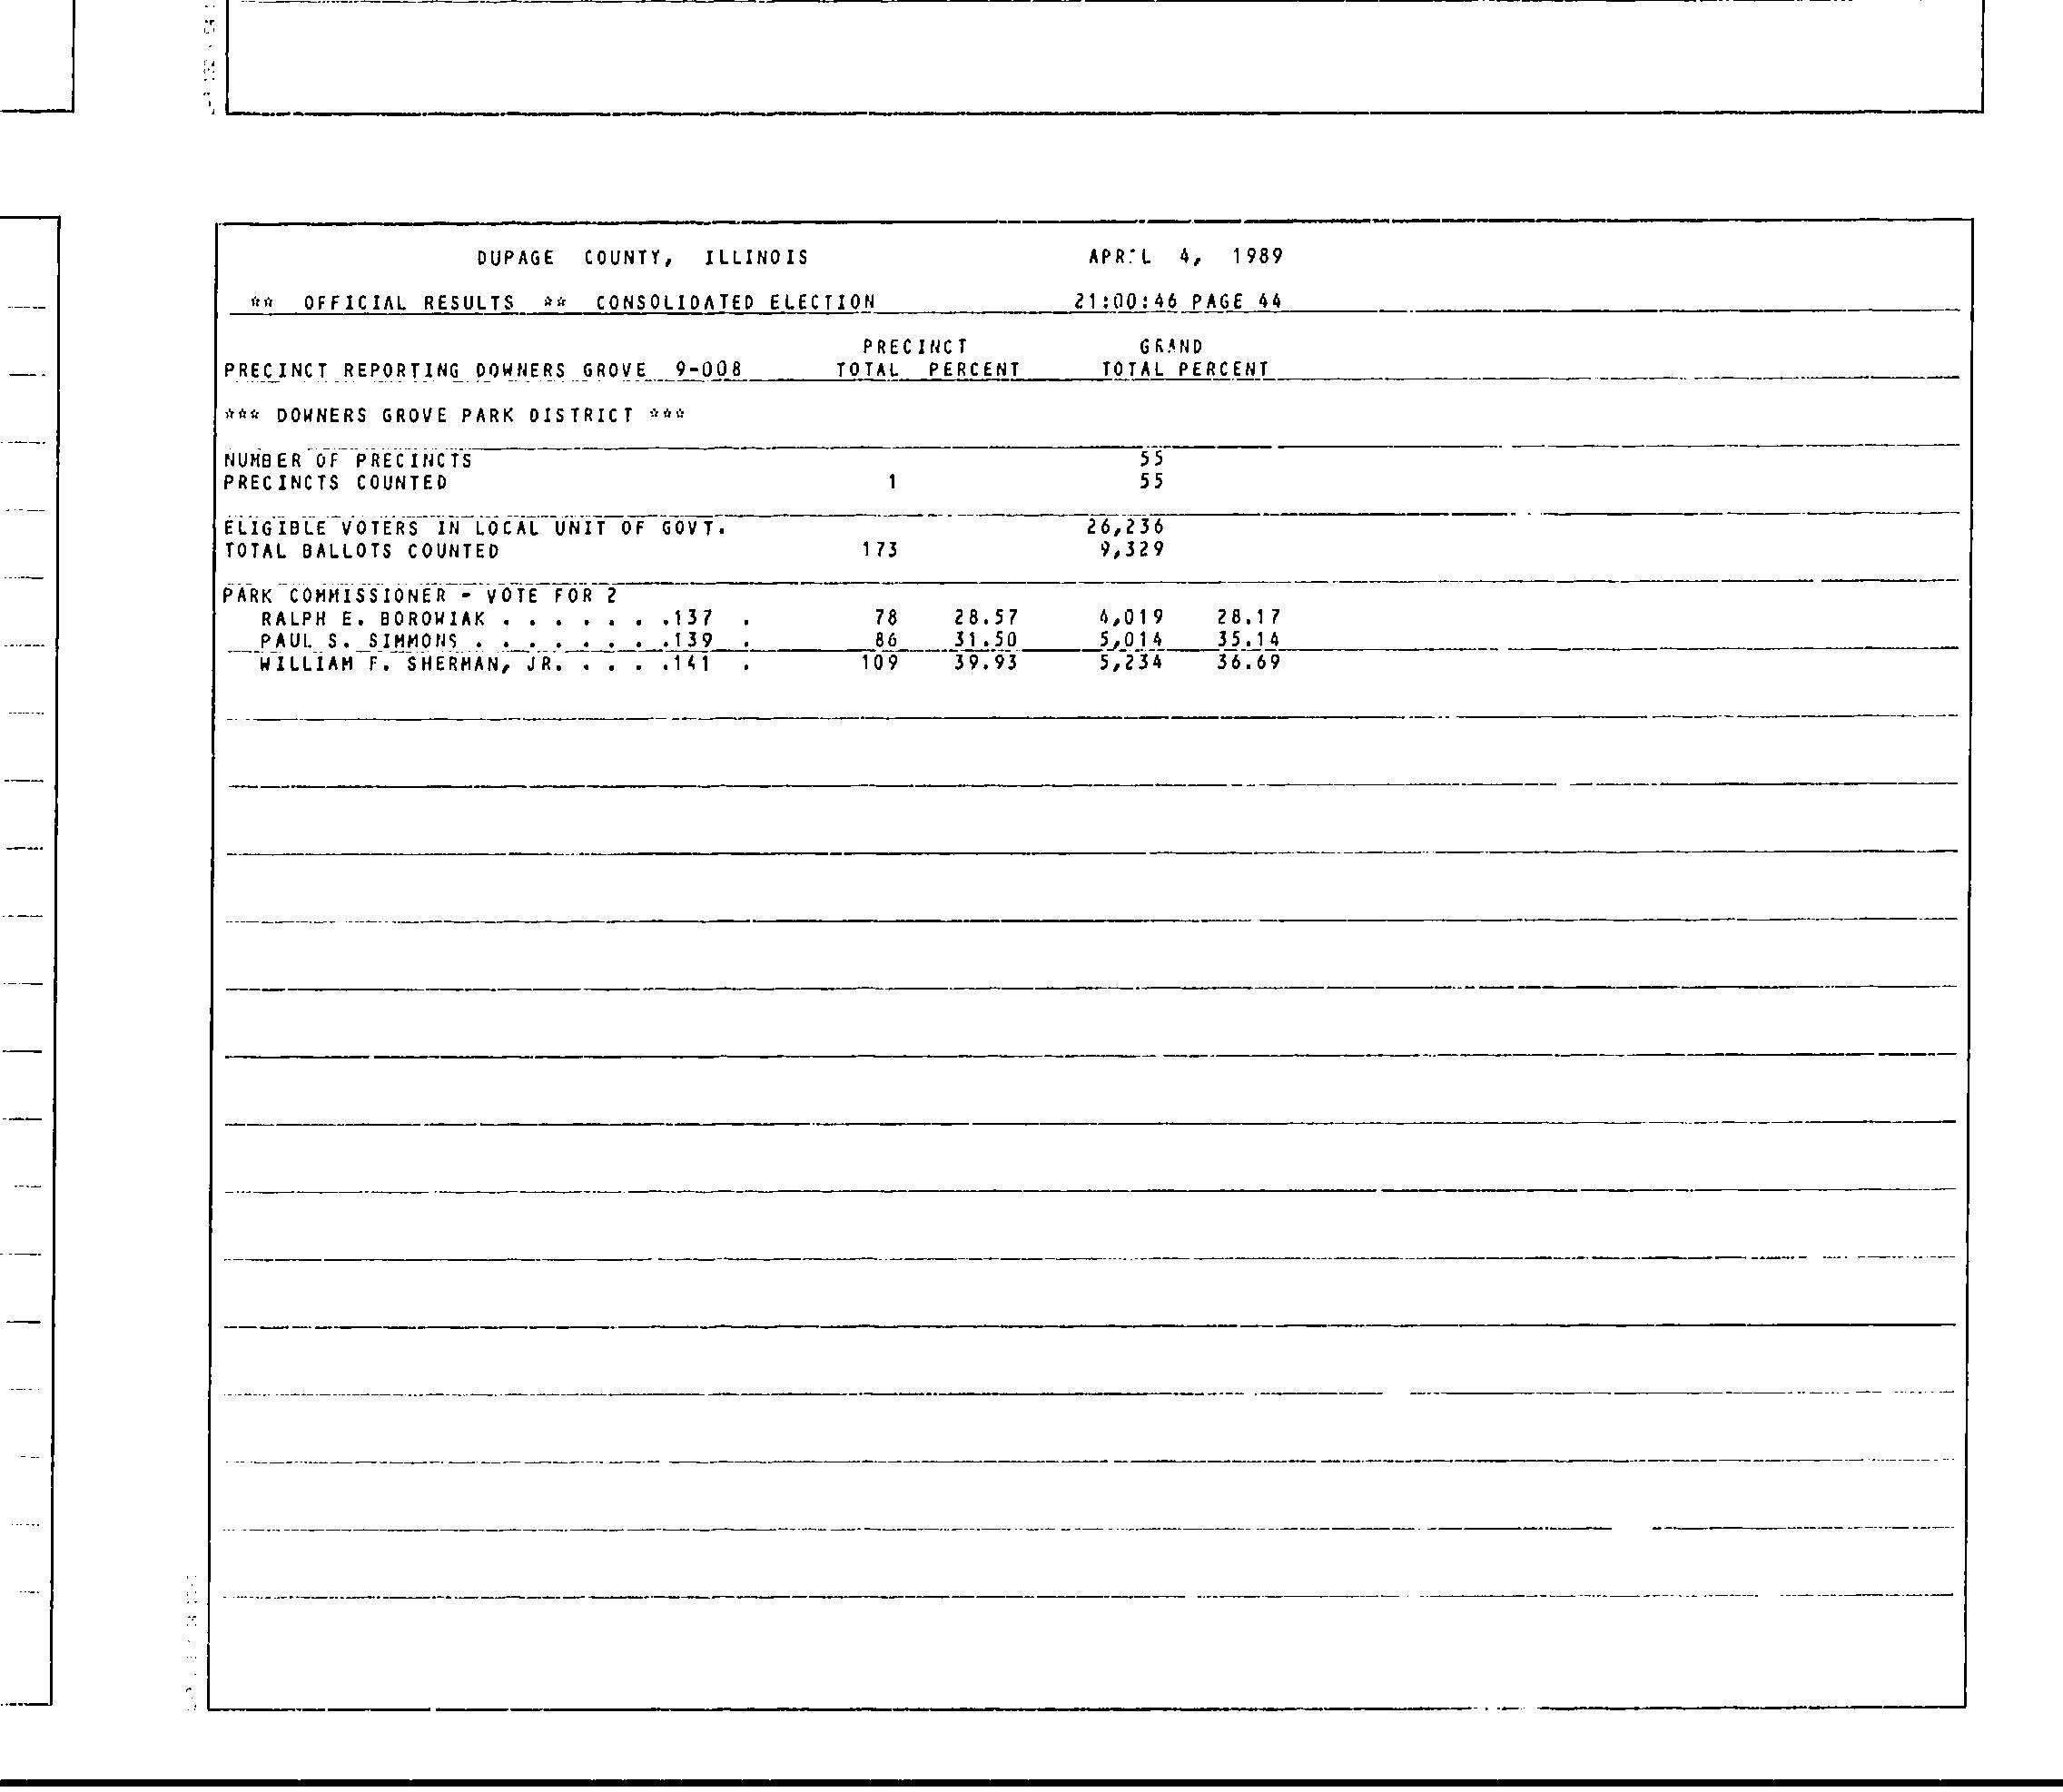 DUPAGE COUNTY, ILLINOIS APRIL 4, 1989
** OFFICIAL RESULTS ** CONSOLIDATED ELECTION 21:00:46 PAGE 44
PRECINCT GRAND
PRECINCT REPORTING DOWNERS GROVE 9-008 TOTAL PERCENT TOTAL PERCENT
*** DOWNERS GROVE PARK DISTRICT ***
NUMBER OF PRECINCTS 55
PRECINCTS COUNTED 1 55
ELIGIBLE VOTERS IN LOCAL UNIT OF GOVT. 26,236
TOTAL BALLOTS COUNTED 173 9,329
PARK COMMISSIONER - VOTE FOR 2
RALPH E. BOROWIAK . . . . . . .137 . 78 28.57 4,019 28.17
PAUL S. SIMMONS . . . . . . . .139 . 86 31.50 5,014 35.14
WILLIAM F. SHERMAN, JR. . . . .141 . 109 39.93 5,234 36.69